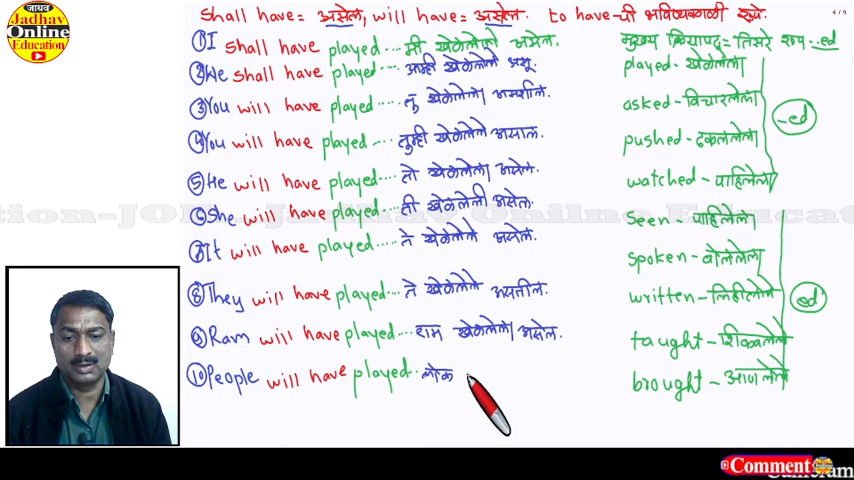 जाधव
Jadhav
Online
Education
shall have = असेल, will have = असेल. to have-ची भविष्यकाळी रूपे.
4 / 9
① I shall have played .... मी खेळलेलो असेल.
② We shall have played .... आम्ही खेळलेलो असू
③ You will have played .... तू खेळलेला असशील.
④ You will have played ... तुम्ही खेळलेले असाल.
⑤ He will have played .... तो खेळलेला असेल.
⑥ She will have played .... ती खेळलेली असेल.
⑦ It will have played .... ते खेळलेले असेल.
⑧ They will have played .... ते खेळलेले असतील.
⑨ Ram will have played .... राम खेळलेला असेल.
⑩ People will have played .. लोक
मुख्य क्रियापद = तिसरे रूप - ed
played - खेळलेला
asked - विचारलेला
pushed - ढकललेला
watched - पाहिलेला
-ed
seen - पाहिलेले
spoken - बोललेला
written - लिहीलेले
taught - शिकवलेले
brought - आणलेले
ed
Comment